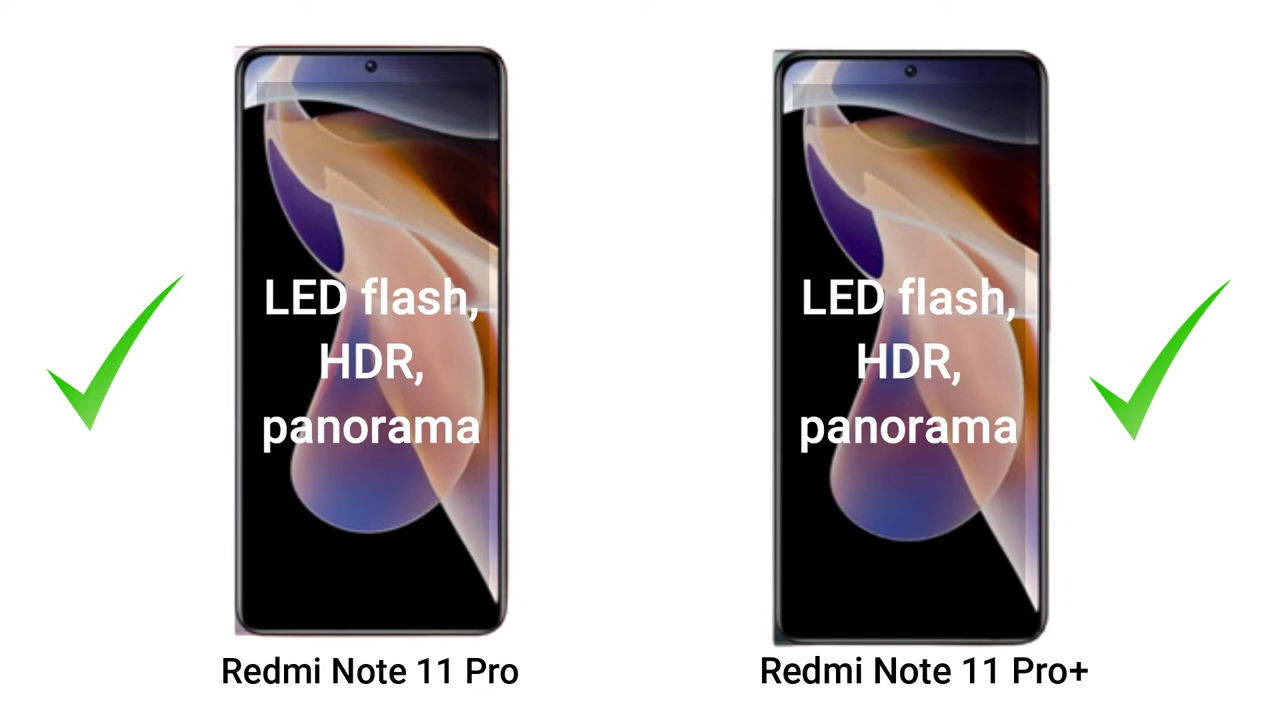 LED flash,
HDR,
panorama
Redmi Note 11 Pro
LED flash,
HDR,
panorama
Redmi Note 11 Pro+